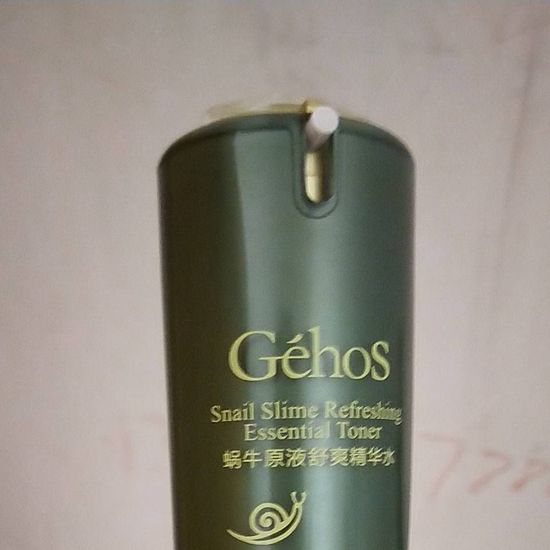 Géhos
Snail Slime Refreshing
Essential Toner
蜗牛原液舒爽精华水